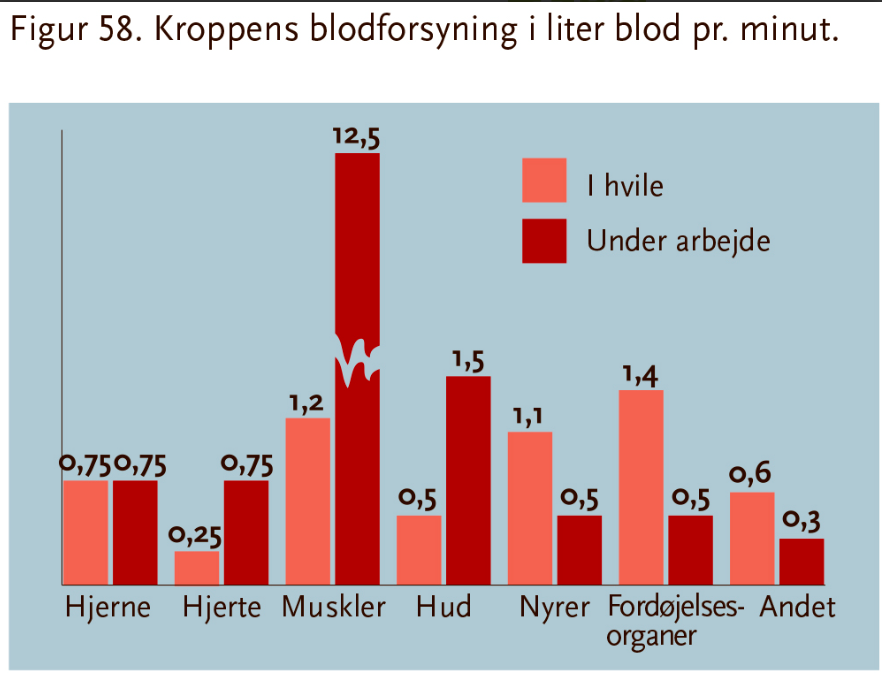 Figur 58. Kroppens blodforsyning i liter blod pr. minut.
12,5
I hvile
Under arbejde
1,5
1,4
1,2
1,1
0,75 0,75
0,75
0,6
0,5
0,5
0,5
0,25
0,3
Hjerne Hjerte Muskler Hud Nyrer Fordøjelses- Andet
organer